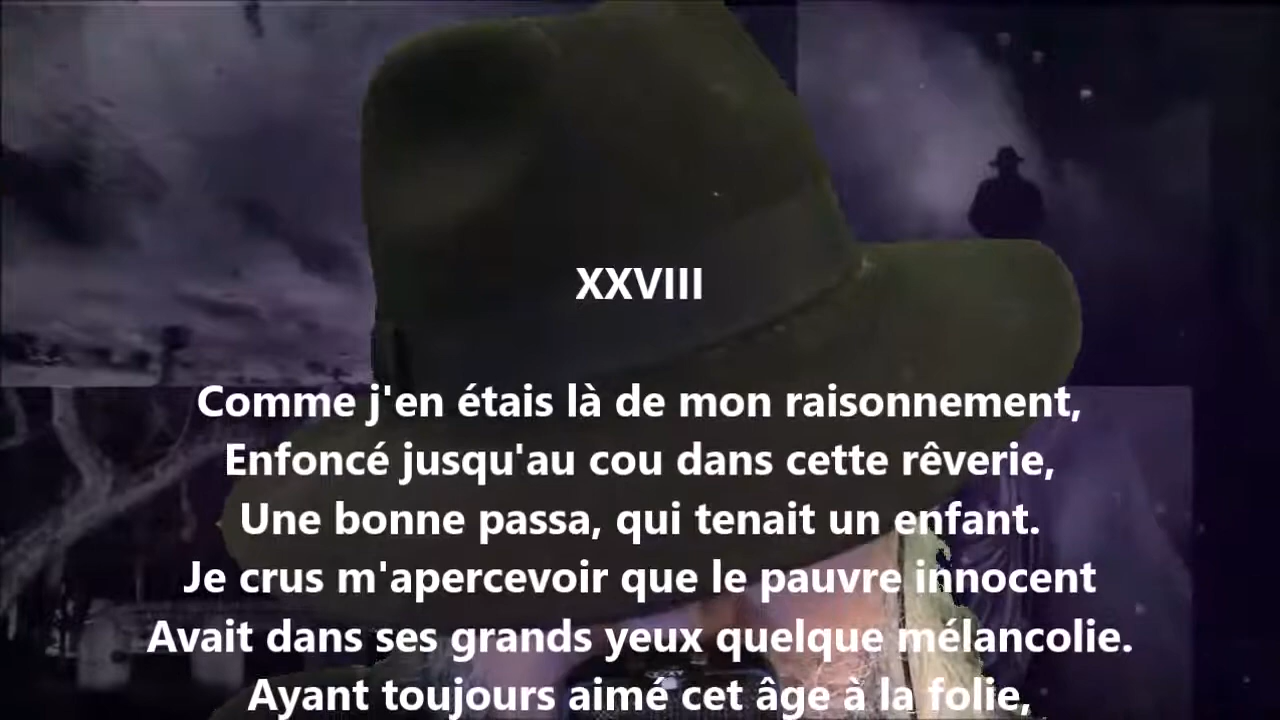 XXVIII
Comme j'en étais là de mon raisonnement,
Enfoncé jusqu'au cou dans cette rêverie,
Une bonne passa, qui tenait un enfant.
Je crus m'apercevoir que le pauvre innocent
Avait dans ses grands yeux quelque mélancolie.
Ayant toujours aimé cet âge à la folie,